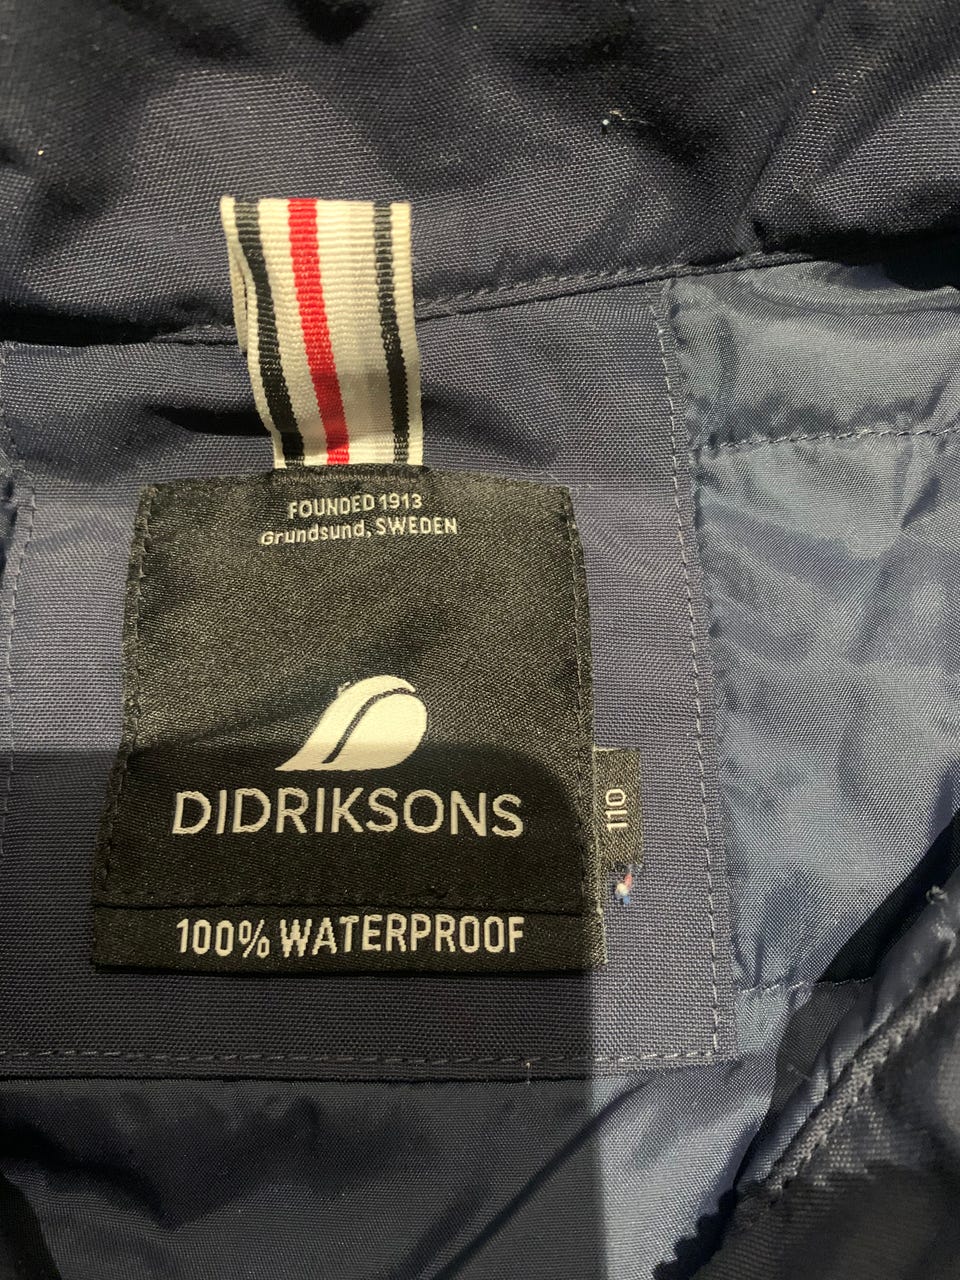 FOUNDED 1913
Grundsund, SWEDEN
DIDRIKSONS
110
100% WATERPROOF